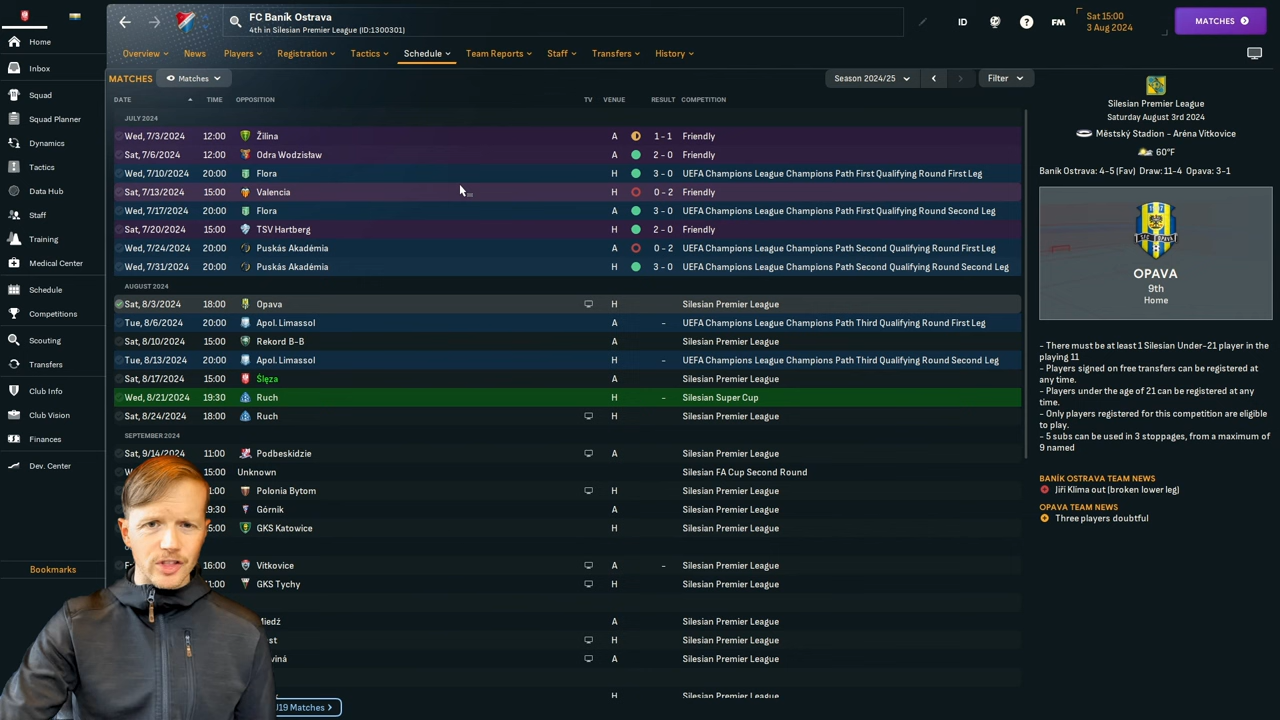 FC Baník Ostrava
4th in Silesian Premier League (ID:1300301)
ID
?
FM
Sat 15:00
3 Aug 2024
MATCHES
Home
Inbox
Squad
Squad Planner
Dynamics
Tactics
Data Hub
Staff
Training
Medical Center
Schedule
Competitions
Scouting
Transfers
Club Info
Club Vision
Finances
Dev. Center
Bookmarks
Overview News Players Registration Tactics Schedule Team Reports Staff Transfers History
MATCHES Matches Season 2024/25 Filter
DATE TIME OPPOSITION TV VENUE RESULT COMPETITION
JULY 2024
Wed, 7/3/2024 12:00 Žilina A 1 - 1 Friendly
Sat, 7/6/2024 12:00 Odra Wodzisław A 2 - 0 Friendly
Wed, 7/10/2024 20:00 Flora H 3 - 0 UEFA Champions League Champions Path First Qualifying Round First Leg
Sat, 7/13/2024 15:00 Valencia H 0 - 2 Friendly
Wed, 7/17/2024 20:00 Flora A 3 - 0 UEFA Champions League Champions Path First Qualifying Round Second Leg
Sat, 7/20/2024 15:00 TSV Hartberg H 2 - 0 Friendly
Wed, 7/24/2024 20:00 Puskás Akadémia A 0 - 2 UEFA Champions League Champions Path Second Qualifying Round First Leg
Wed, 7/31/2024 20:00 Puskás Akadémia H 3 - 0 UEFA Champions League Champions Path Second Qualifying Round Second Leg
AUGUST 2024
Sat, 8/3/2024 18:00 Opava H Silesian Premier League
Tue, 8/6/2024 20:00 Apol. Limassol A - UEFA Champions League Champions Path Third Qualifying Round First Leg
Sat, 8/10/2024 15:00 Rekord B-B A Silesian Premier League
Tue, 8/13/2024 20:00 Apol. Limassol H - UEFA Champions League Champions Path Third Qualifying Round Second Leg
Sat, 8/17/2024 15:00 Ślęza A Silesian Premier League
Wed, 8/21/2024 19:30 Ruch H - Silesian Super Cup
Sat, 8/24/2024 18:00 Ruch H Silesian Premier League
SEPTEMBER 2024
Sat, 9/14/2024 11:00 Podbeskidzie A Silesian Premier League
15:00 Unknown Silesian FA Cup Second Round
Polonia Bytom H Silesian Premier League
Górnik A Silesian Premier League
GKS Katowice H Silesian Premier League
16:00 Vitkovice A - Silesian Premier League
GKS Tychy H Silesian Premier League
A Silesian Premier League
H Silesian Premier League
A Silesian Premier League
H Silesian Premier League
Matches
Silesian Premier League
Saturday August 3rd 2024
Městský Stadion - Aréna Vítkovice
60°F
Baník Ostrava: 4-5 (Fav) Draw: 11-4 Opava: 3-1
OPAVA
9th
Home
- There must be at least 1 Silesian Under-21 player in the
playing 11
- Players signed on free transfers can be registered at
any time.
- Players under the age of 21 can be registered at any
time.
- Only players registered for this competition are eligible
to play.
- 5 subs can be used in 3 stoppages, from a maximum of
9 named
BANÍK OSTRAVA TEAM NEWS
Jiří Klima out (broken lower leg)
OPAVA TEAM NEWS
Three players doubtful